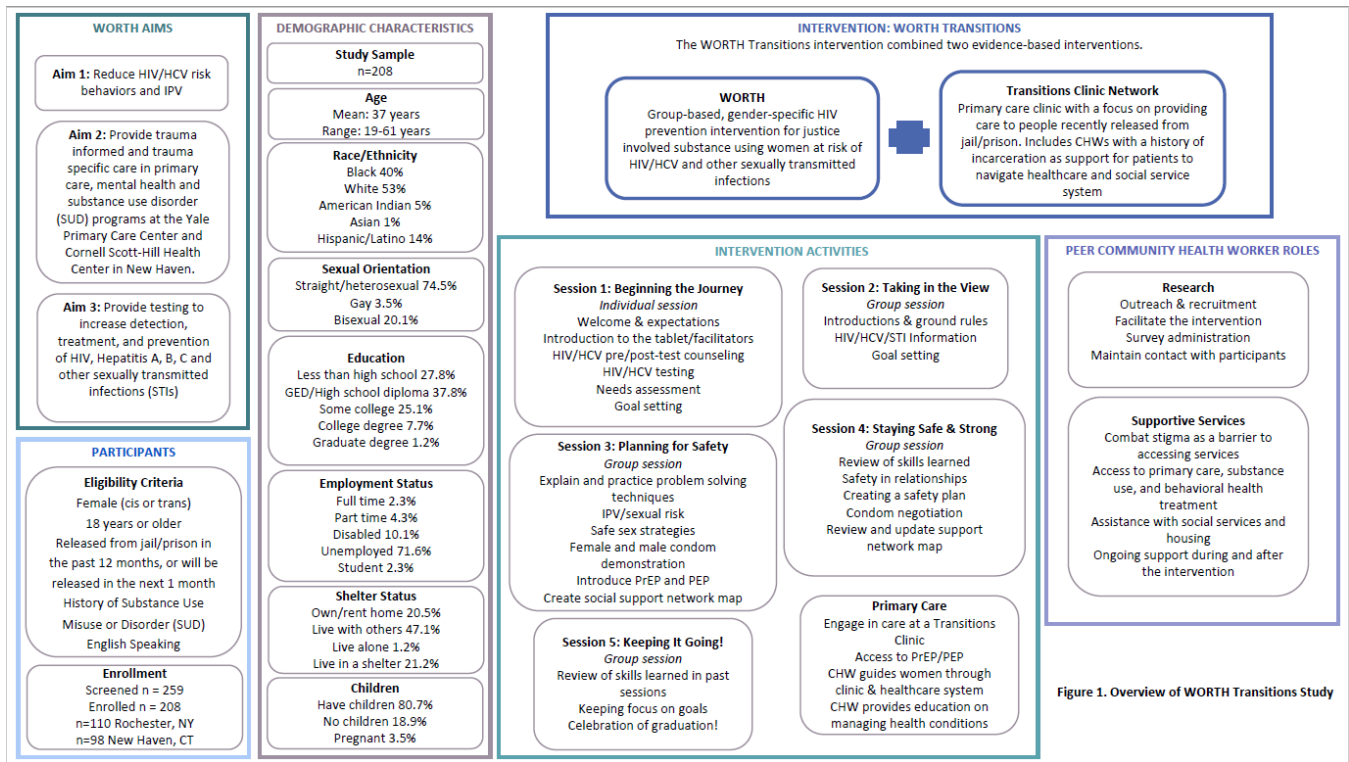 WORTH AIMS
Aim 1: Reduce HIV/HCV risk
behaviors and IPV
Aim 2: Provide trauma
informed and trauma
specific care in primary
care, mental health and
substance use disorder
(SUD) programs at the Yale
Primary Care Center and
Cornell Scott-Hill Health
Center in New Haven.
Aim 3: Provide testing to
increase detection,
treatment, and prevention
of HIV, Hepatitis A, B, C and
other sexually transmitted
infections (STIs)
PARTICIPANTS
Eligibility Criteria
Female (cis or trans)
18 years or older
Released from jail/prison in
the past 12 months, or will be
released in the next 1 month
History of Substance Use
Misuse or Disorder (SUD)
English Speaking
Enrollment
Screened n = 259
Enrolled n = 208
n=110 Rochester, NY
n=98 New Haven, CT
DEMOGRAPHIC CHARACTERISTICS
Study Sample
n=208
Age
Mean: 37 years
Range: 19-61 years
Race/Ethnicity
Black 40%
White 53%
American Indian 5%
Asian 1%
Hispanic/Latino 14%
Sexual Orientation
Straight/heterosexual 74.5%
Gay 3.5%
Bisexual 20.1%
Education
Less than high school 27.8%
GED/High school diploma 37.8%
Some college 25.1%
College degree 7.7%
Graduate degree 1.2%
Employment Status
Full time 2.3%
Part time 4.3%
Disabled 10.1%
Unemployed 71.6%
Student 2.3%
Shelter Status
Own/rent home 20.5%
Live with others 47.1%
Live alone 1.2%
Live in a shelter 21.2%
Children
Have children 80.7%
No children 18.9%
Pregnant 3.5%
INTERVENTION: WORTH TRANSITIONS
The WORTH Transitions intervention combined two evidence-based interventions.
WORTH
Group-based, gender-specific HIV
prevention intervention for justice
involved substance using women at risk of
HIV/HCV and other sexually transmitted
infections
Transitions Clinic Network
Primary care clinic with a focus on providing
care to people recently released from
jail/prison. Includes CHWs with a history of
incarceration as support for patients to
navigate healthcare and social service
system
INTERVENTION ACTIVITIES
Session 1: Beginning the Journey
Individual session
Welcome & expectations
Introduction to the tablet/facilitators
HIV/HCV pre/post-test counseling
HIV/HCV testing
Needs assessment
Goal setting
Session 2: Taking in the View
Group session
Introductions & ground rules
HIV/HCV/STI Information
Goal setting
Session 3: Planning for Safety
Group session
Explain and practice problem solving
techniques
IPV/sexual risk
Safe sex strategies
Female and male condom
demonstration
Introduce PrEP and PEP
Create social support network map
Session 4: Staying Safe & Strong
Group session
Review of skills learned
Safety in relationships
Creating a safety plan
Condom negotiation
Review and update support
network map
Session 5: Keeping It Going!
Group session
Review of skills learned in past
sessions
Keeping focus on goals
Celebration of graduation!
Primary Care
Engage in care at a Transitions
Clinic
Access to PrEP/PEP
CHW guides women through
clinic & healthcare system
CHW provides education on
managing health conditions
PEER COMMUNITY HEALTH WORKER ROLES
Research
Outreach & recruitment
Facilitate the intervention
Survey administration
Maintain contact with participants
Supportive Services
Combat stigma as a barrier to
accessing services
Access to primary care, substance
use, and behavioral health
treatment
Assistance with social services and
housing
Ongoing support during and after
the intervention
Figure 1. Overview of WORTH Transitions Study